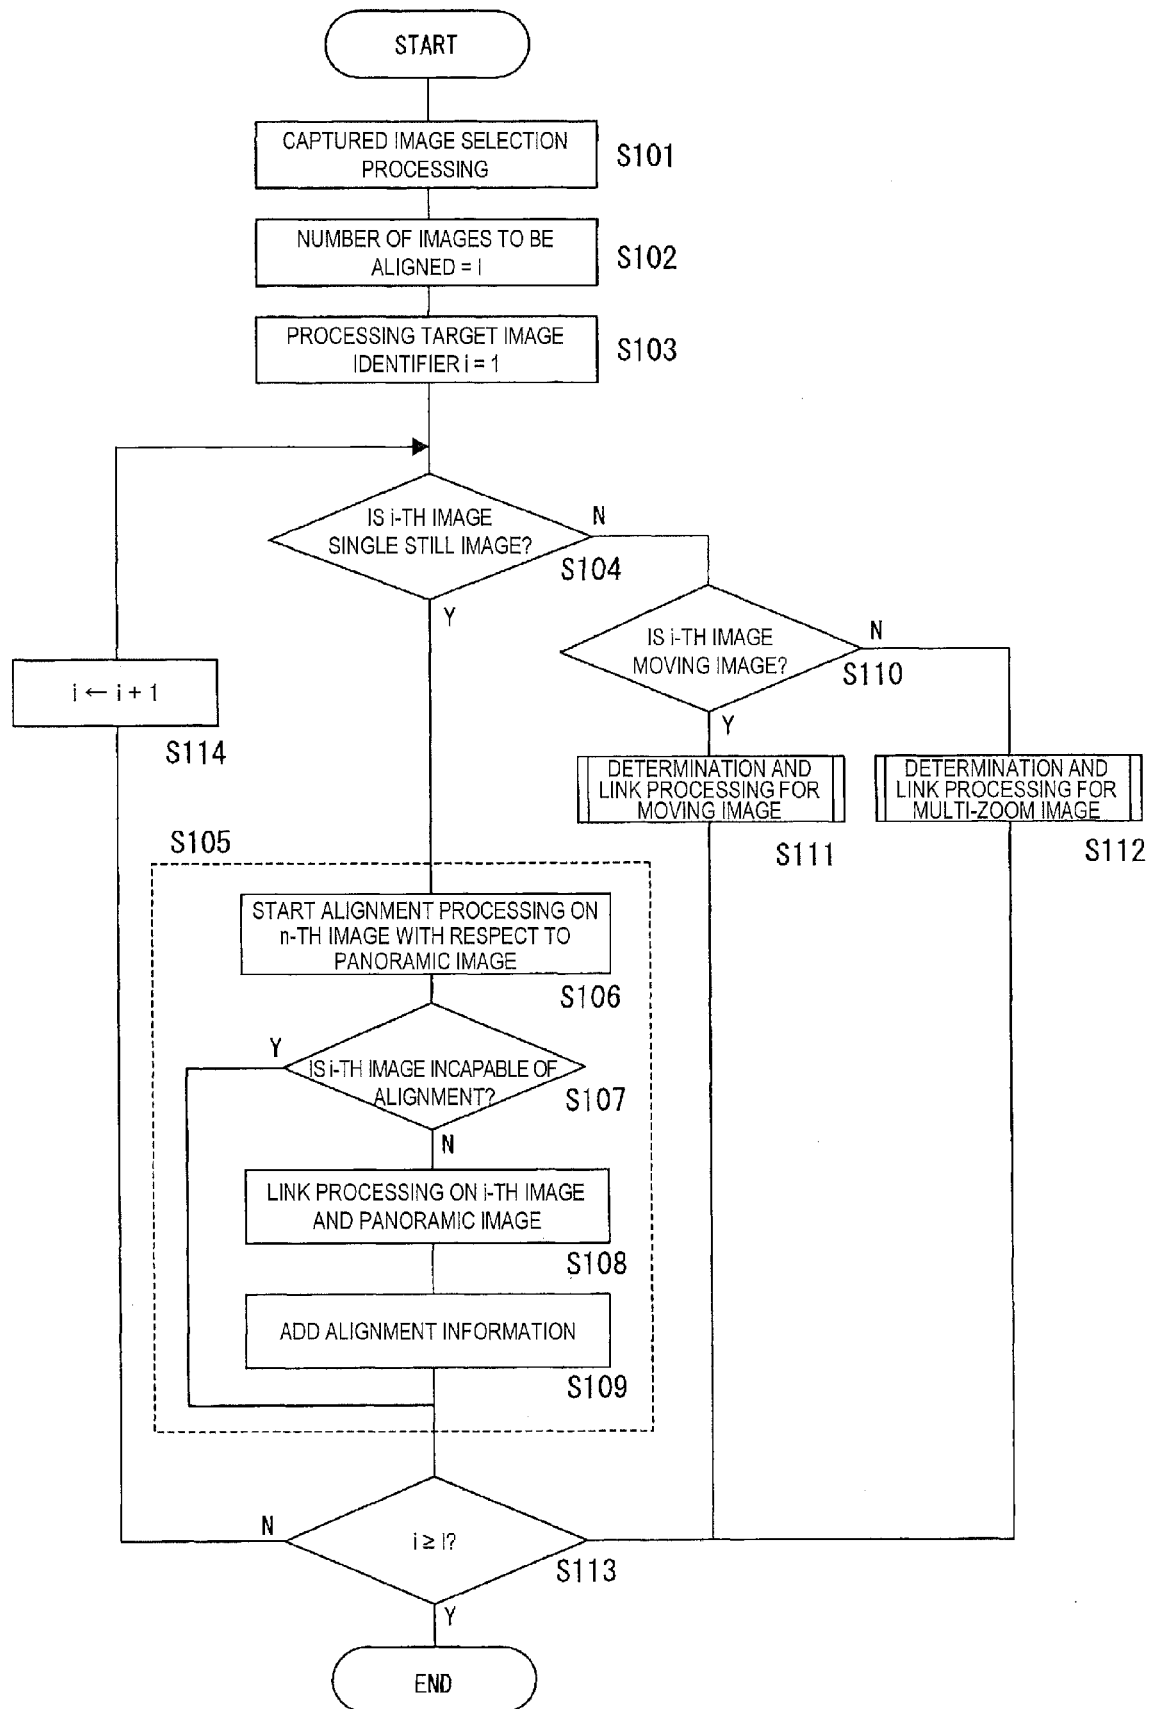 START
CAPTURED IMAGE SELECTION
PROCESSING
S101
NUMBER OF IMAGES TO BE
ALIGNED = I
S102
PROCESSING TARGET IMAGE
IDENTIFIER i = 1
S103
IS i-TH IMAGE
SINGLE STILL IMAGE?
N
S104
Y
IS i-TH IMAGE
MOVING IMAGE?
N
S110
Y
i ← i + 1
S114
DETERMINATION AND
LINK PROCESSING FOR
MOVING IMAGE
S111
DETERMINATION AND
LINK PROCESSING FOR
MULTI-ZOOM IMAGE
S112
S105
START ALIGNMENT PROCESSING ON
n-TH IMAGE WITH RESPECT TO
PANORAMIC IMAGE
S106
Y
IS i-TH IMAGE INCAPABLE OF
ALIGNMENT?
S107
N
LINK PROCESSING ON i-TH IMAGE
AND PANORAMIC IMAGE
S108
ADD ALIGNMENT INFORMATION
S109
N
i ≥ I?
S113
Y
END